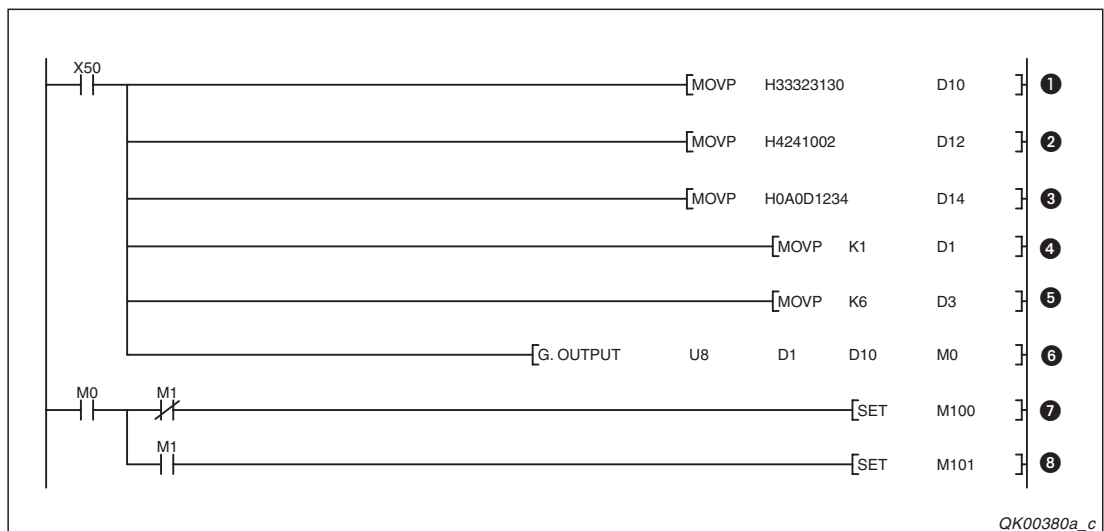 X50
MOVP H33323130 D10 1
MOVP H4241002 D12 2
MOVP H0A0D1234 D14 3
MOVP K1 D1 4
MOVP K6 D3 5
G. OUTPUT U8 D1 D10 M0 6
M0 M1
SET M100 7
M1
SET M101 8
QK00380a_c